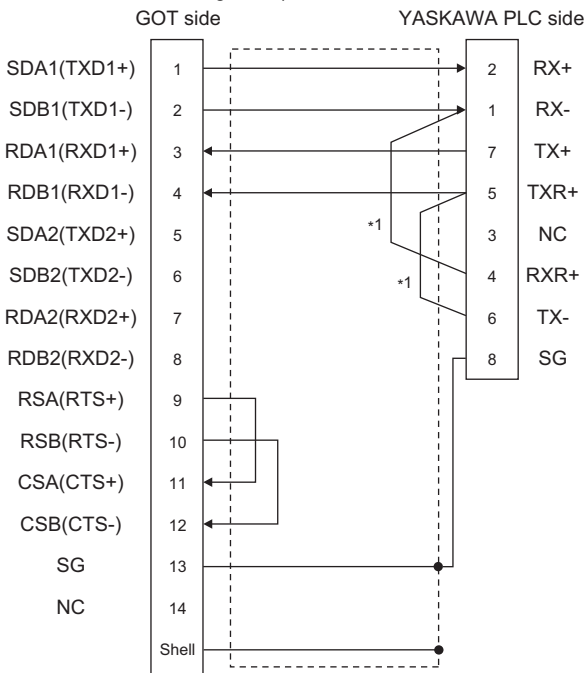 GOT side YASKAWA PLC side
SDA1(TXD1+) 1 2 RX+
SDB1(TXD1-) 2 1 RX-
RDA1(RXD1+) 3 7 TX+
RDB1(RXD1-) 4 5 TXR+
SDA2(TXD2+) 5 *1 3 NC
SDB2(TXD2-) 6 *1 4 RXR+
RDA2(RXD2+) 7 6 TX-
RDB2(RXD2-) 8 8 SG
RSA(RTS+) 9
RSB(RTS-) 10
CSA(CTS+) 11
CSB(CTS-) 12
SG 13
NC 14
Shell